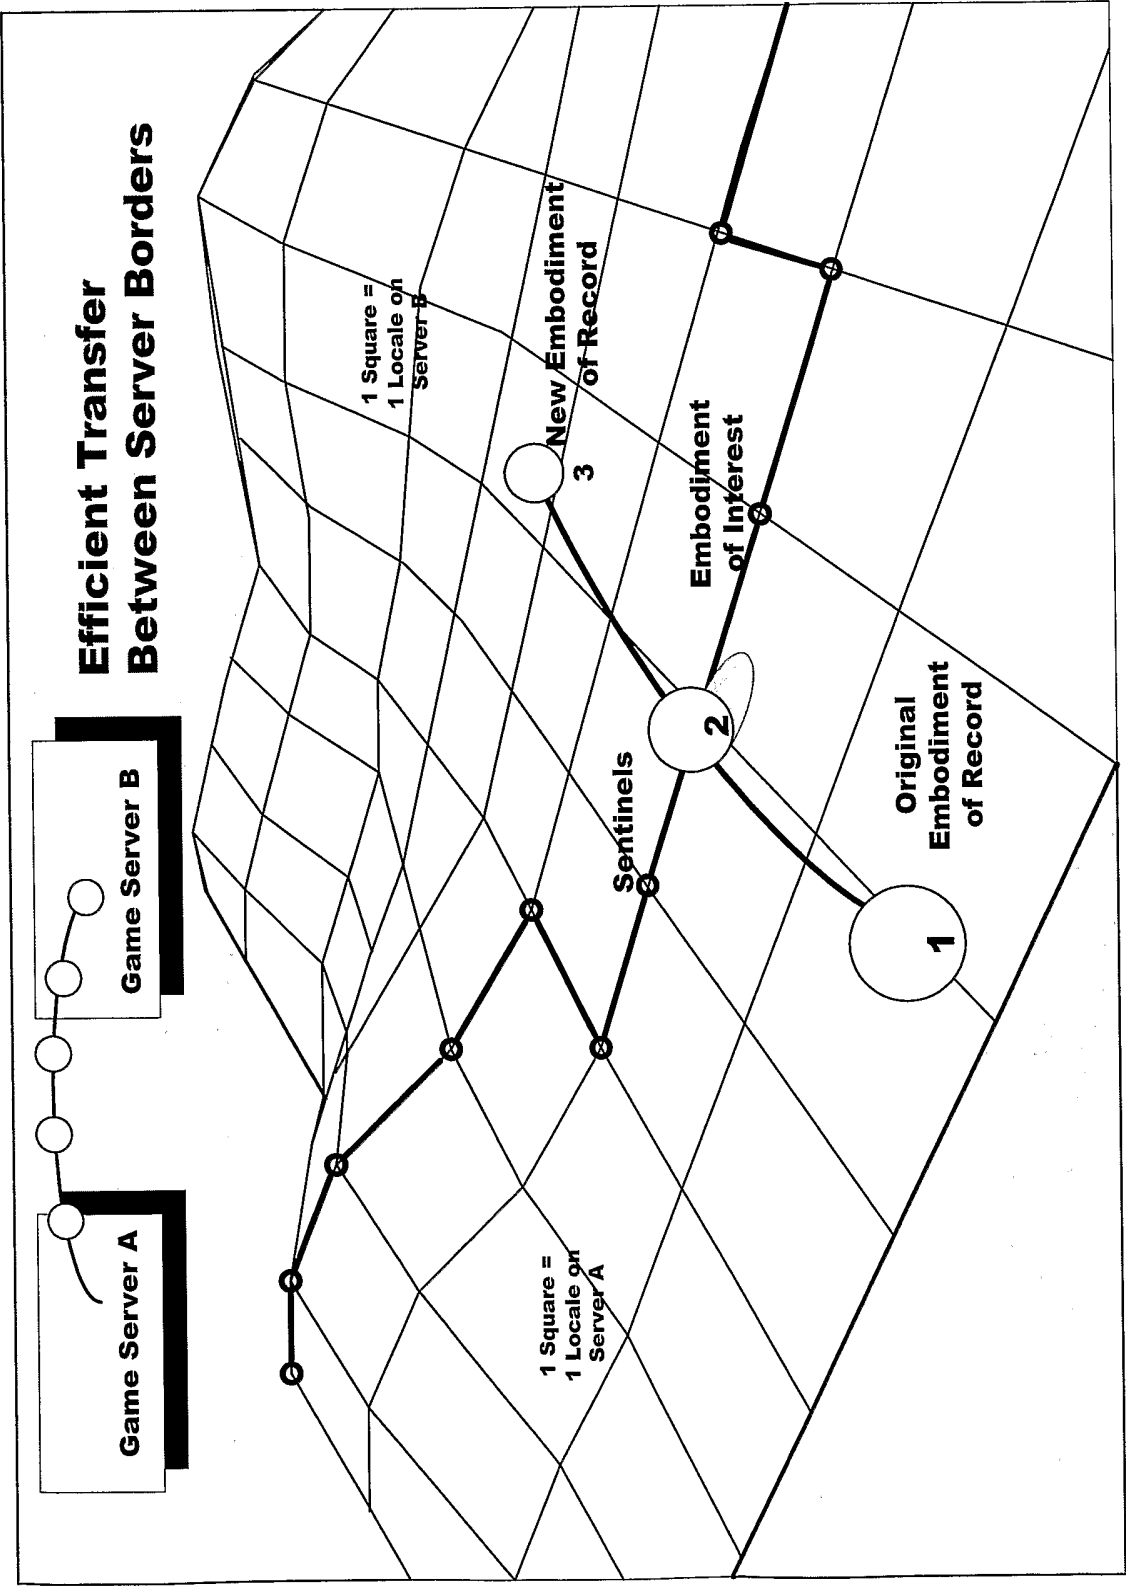 Efficient Transfer
Between Server Borders
Game Server A
Game Server B
1 Square =
1 Locale on
Server B
New Embodiment
of Record
3
Embodiment
of Interest
Sentinels
2
Original
Embodiment
of Record
1
1 Square =
1 Locale on
Server A